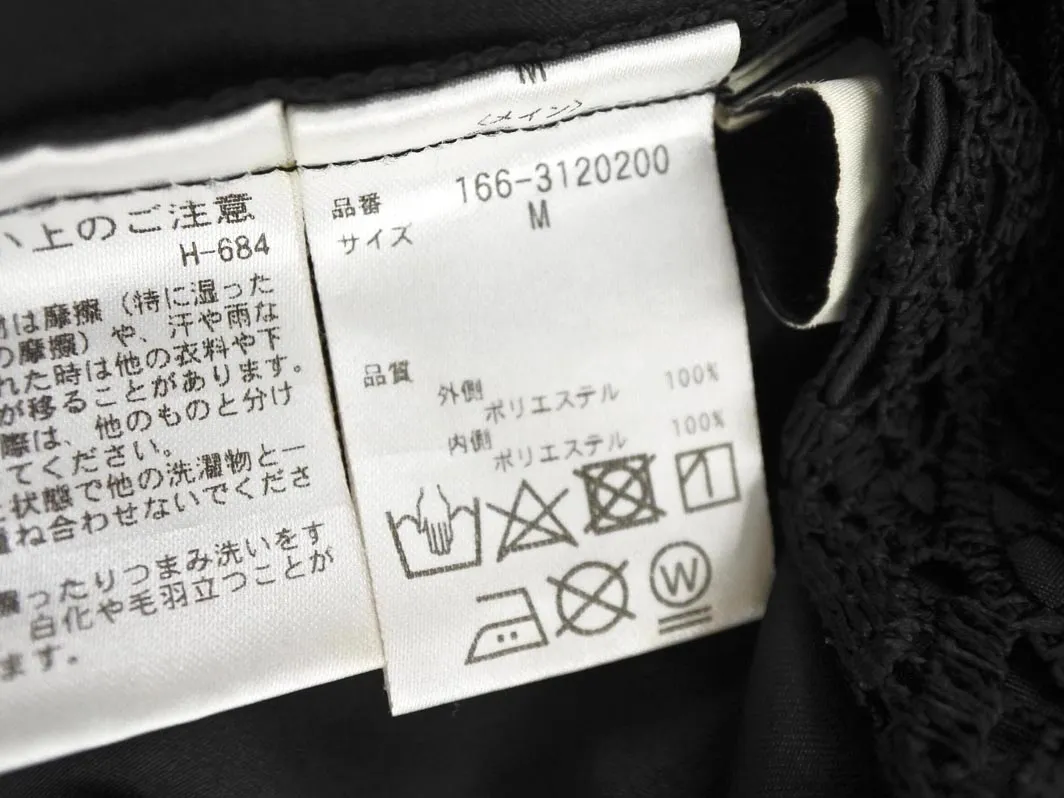 M
〈メイン〉
上のご注意
H-684
は摩擦（特に湿った
の摩擦）や、汗や雨な
れた時は他の衣料や下
が移ることがあります。
際は、他のものと分け
てください。
状態で他の洗濯物と一
ね合わせないでくださ
ったりつまみ洗いをす
白化や毛羽立つことが
ます。
品番 166-3120200
サイズ M
品質
外側 ポリエステル 100%
内側 ポリエステル 100%
W